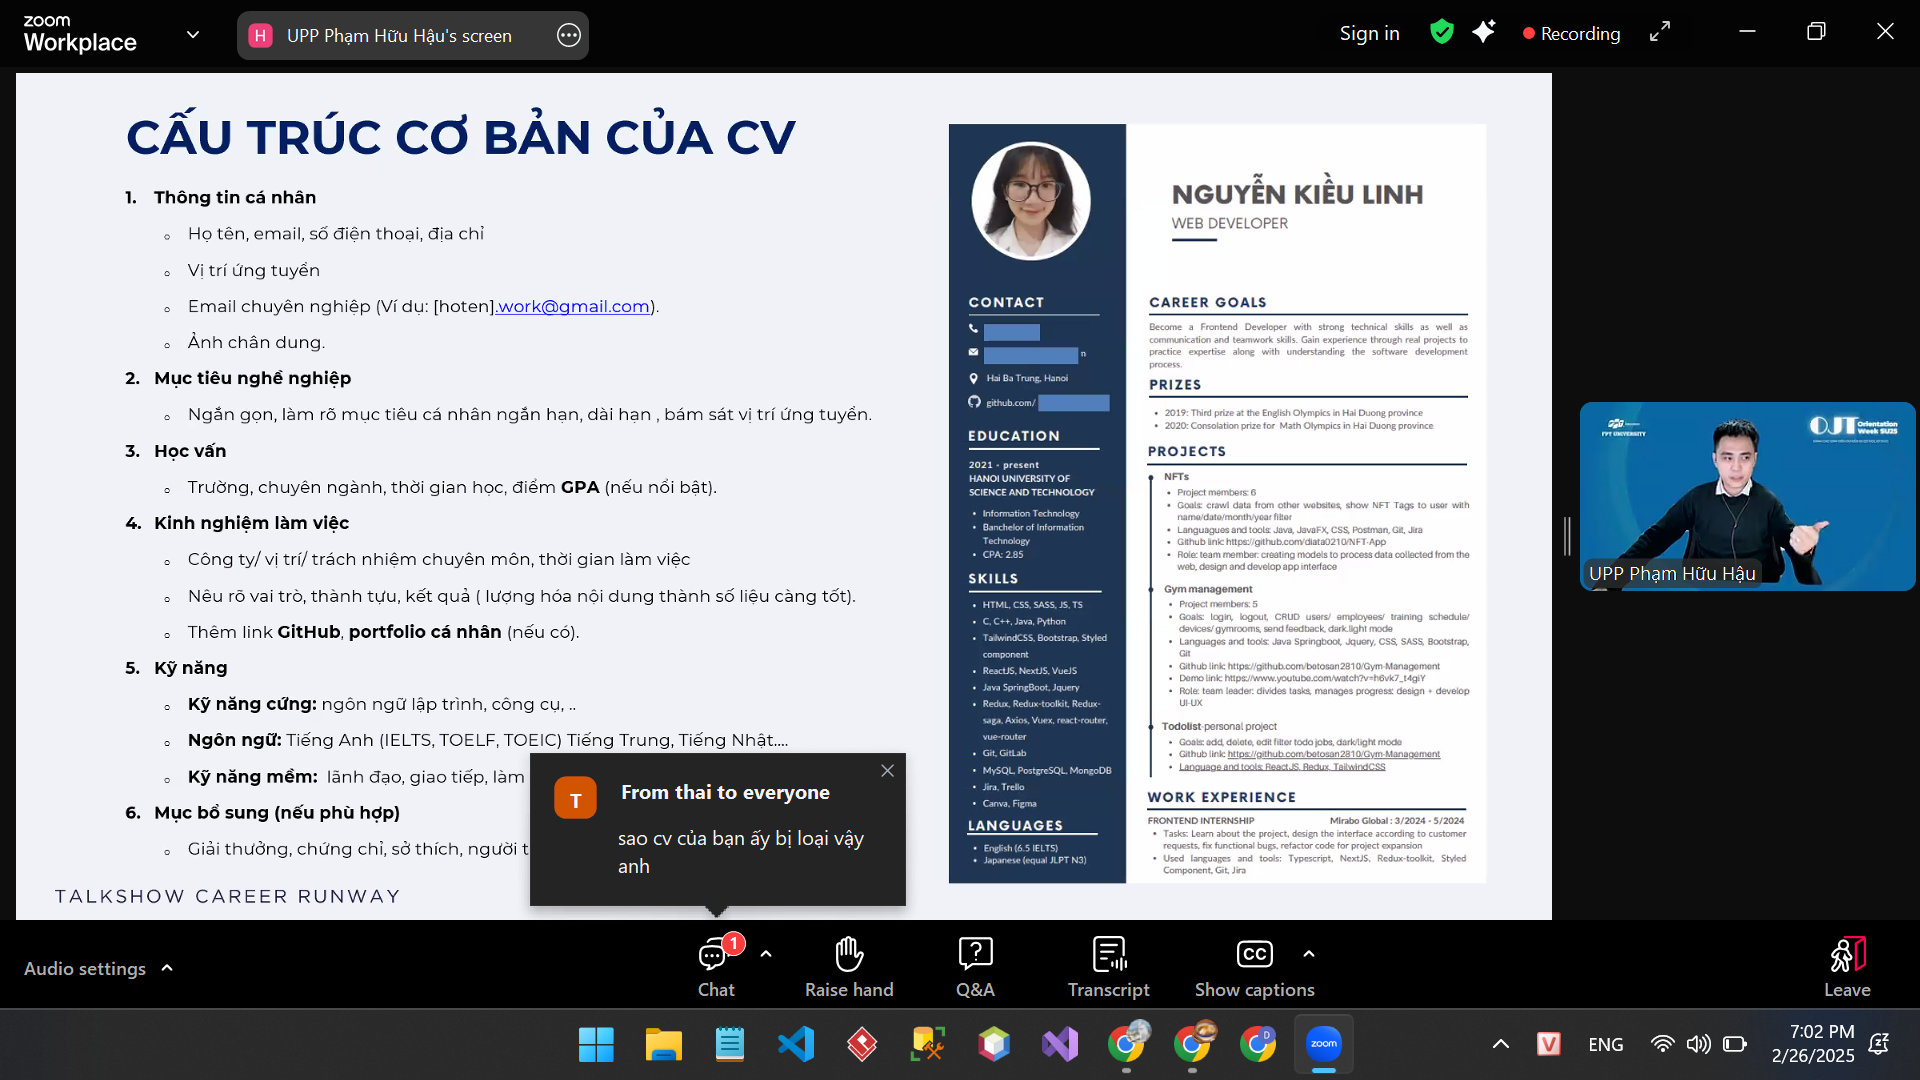 zoom
Workplace
H UPP Phạm Hữu Hậu's screen
Sign in
Recording
CẤU TRÚC CƠ BẢN CỦA CV
1. Thông tin cá nhân
Họ tên, email, số điện thoại, địa chỉ
Vị trí ứng tuyển
Email chuyên nghiệp (Ví dụ: [hoten].work@gmail.com).
Ảnh chân dung.
2. Mục tiêu nghề nghiệp
Ngắn gọn, làm rõ mục tiêu cá nhân ngắn hạn, dài hạn , bám sát vị trí ứng tuyển.
3. Học vấn
Trường, chuyên ngành, thời gian học, điểm GPA (nếu nổi bật).
4. Kinh nghiệm làm việc
Công ty/ vị trí/ trách nhiệm chuyên môn, thời gian làm việc
Nêu rõ vai trò, thành tựu, kết quả ( lượng hóa nội dung thành số liệu càng tốt).
Thêm link GitHub, portfolio cá nhân (nếu có).
5. Kỹ năng
Kỹ năng cứng: ngôn ngữ lập trình, công cụ, ..
Ngôn ngữ: Tiếng Anh (IELTS, TOELF, TOEIC) Tiếng Trung, Tiếng Nhật....
Kỹ năng mềm: lãnh đạo, giao tiếp, làm
6. Mục bổ sung (nếu phù hợp)
Giải thưởng, chứng chỉ, sở thích, người t
TALKSHOW CAREER RUNWAY
NGUYỄN KIỀU LINH
WEB DEVELOPER
CONTACT
n
Hai Ba Trung, Hanoi
github.com/
EDUCATION
2021 - present
HANOI UNIVERSITY OF
SCIENCE AND TECHNOLOGY
Information Technology
Banchelor of Information
Technology
CPA: 2.85
SKILLS
HTML, CSS, SASS, JS, TS
C, C++, Java, Python
TailwindCSS, Bootstrap, Styled
component
ReactJS, NextJS, VueJS
Java SpringBoot, Jquery
Redux, Redux-toolkit, Redux-
saga, Axios, Vuex, react-router,
vue-router
Git, GitLab
MySQL, PostgreSQL, MongoDB
Jira, Trello
Canva, Figma
LANGUAGES
English (6.5 IELTS)
Japanese (equal JLPT N3)
CAREER GOALS
Become a Frontend Developer with strong technical skills as well as
communication and teamwork skills. Gain experience through real projects to
practice expertise along with understanding the software development
process.
PRIZES
2019: Third prize at the English Olympics in Hai Duong province
2020: Consolation prize for Math Olympics in Hai Duong province
PROJECTS
NFTs
Project members: 6
Goals: crawl data from other websites, show NFT Tags to user with
name/date/month/year filter
Languagues and tools: Java, JavaFX, CSS, Postman, Git, Jira
Github link: https://github.com/diata0210/NFT-App
Role: team member: creating models to process data collected from the
web, design and develop app interface
Gym management
Project members: 5
Goals: login, logout, CRUD users/ employees/ training schedule/
devices/ gymrooms, send feedback, dark.light mode
Languages and tools: Java Springboot, Jquery, CSS, SASS, Bootstrap,
Git
Github link: https://github.com/betosan2810/Gym-Management
Demo link: https://www.youtube.com/watch?v=h6vk7_t4giY
Role: team leader: divides tasks, manages progress: design + develop
UI-UX
Todolist-personal project
Goals: add, delete, edit filter todo jobs, dark/light mode
Github link: https://github.com/betosan2810/Gym-Management
Language and tools: ReactJS, Redux, TailwindCSS
WORK EXPERIENCE
FRONTEND INTERNSHIP Mirabo Global : 3/2024 - 5/2024
Tasks: Learn about the project, design the interface according to customer
requests, fix functional bugs, refactor code for project expansion
Used languages and tools: Typescript, NextJS, Redux-toolkit, Styled
Component, Git, Jira
FPT UNIVERSITY
OJT Orientation
Week SU25
UPP Phạm Hữu Hậu
T
From thai to everyone
sao cv của bạn ấy bị loại vậy
anh
Audio settings
1
Chat
Raise hand
Q&A
Transcript
CC
Show captions
Leave
D
zoom
V
ENG
7:02 PM
2/26/2025